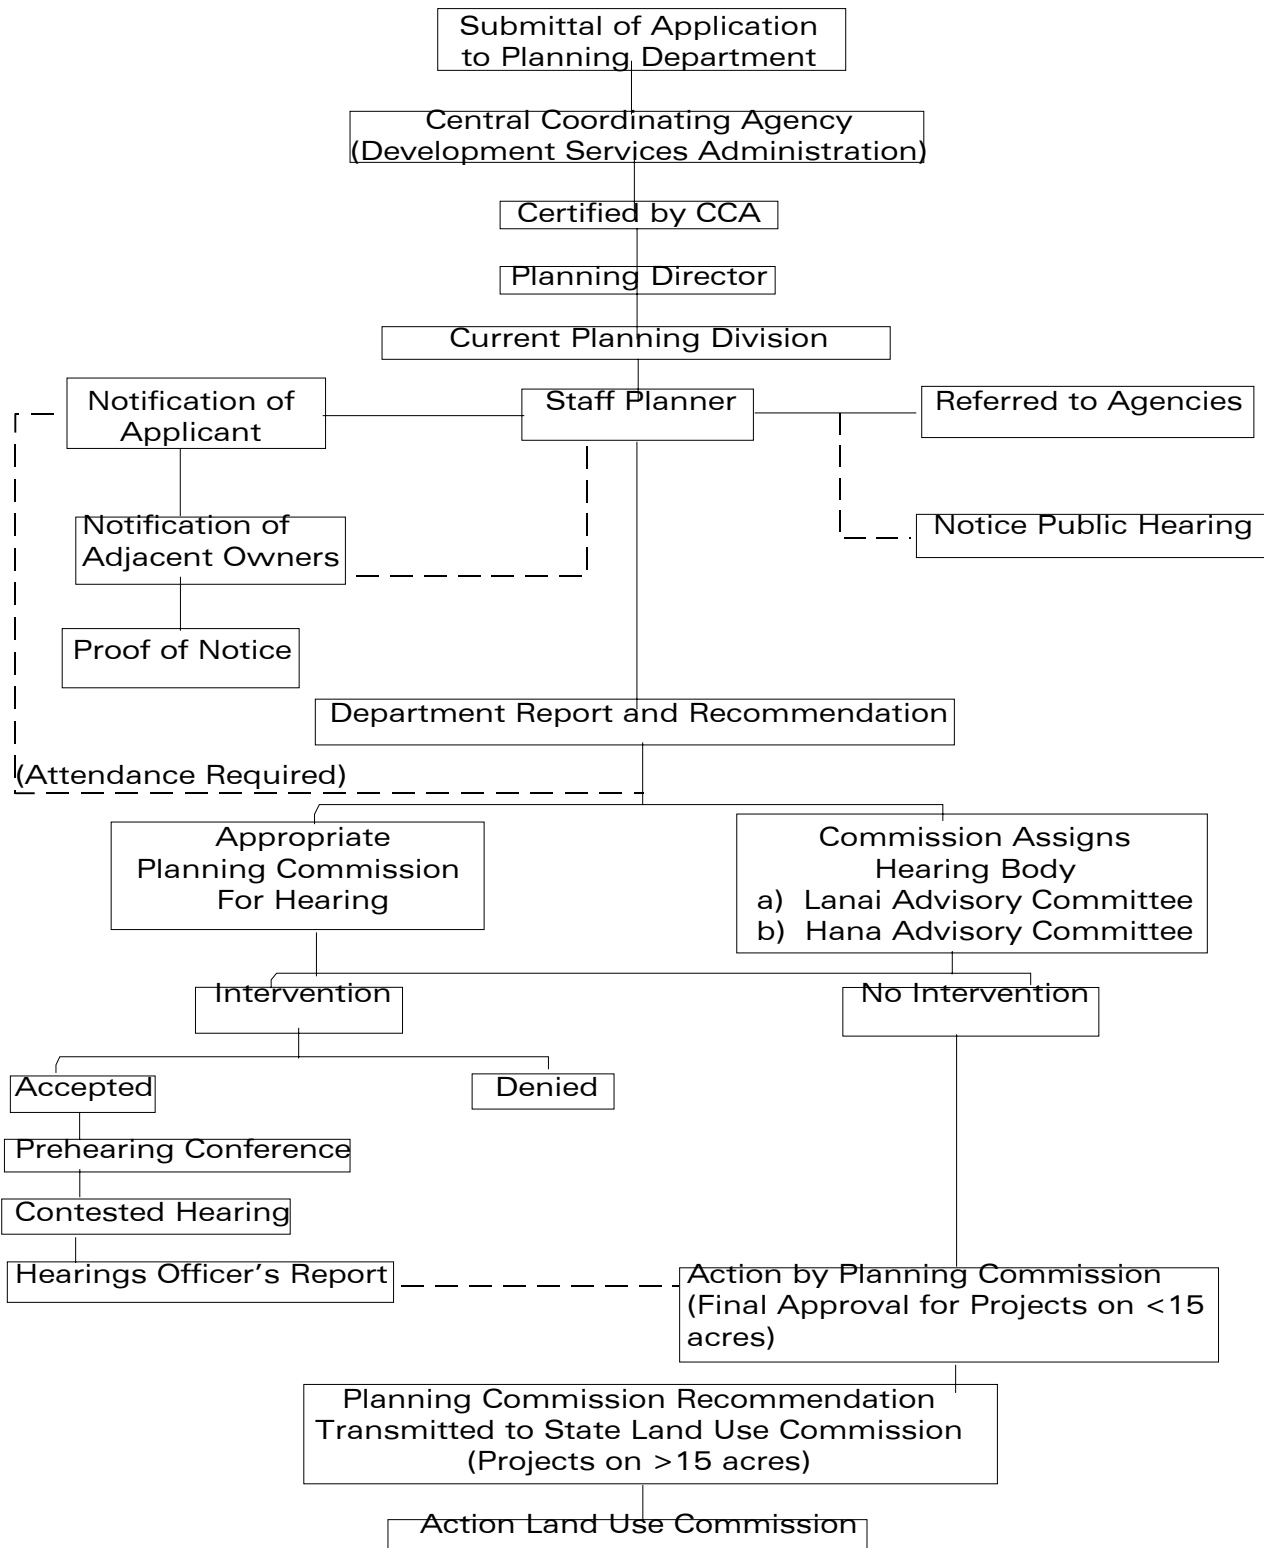 Submittal of Application
to Planning Department
Central Coordinating Agency
(Development Services Administration)
Certified by CCA
Planning Director
Current Planning Division
Notification of
Applicant
Staff Planner
Referred to Agencies
Notification of
Adjacent Owners
Notice Public Hearing
Proof of Notice
Department Report and Recommendation
(Attendance Required)
Appropriate
Planning Commission
For Hearing
Commission Assigns
Hearing Body
a) Lanai Advisory Committee
b) Hana Advisory Committee
Intervention
No Intervention
Accepted
Denied
Prehearing Conference
Contested Hearing
Hearings Officer’s Report
Action by Planning Commission
(Final Approval for Projects on <15
acres)
Planning Commission Recommendation
Transmitted to State Land Use Commission
(Projects on >15 acres)
Action Land Use Commission